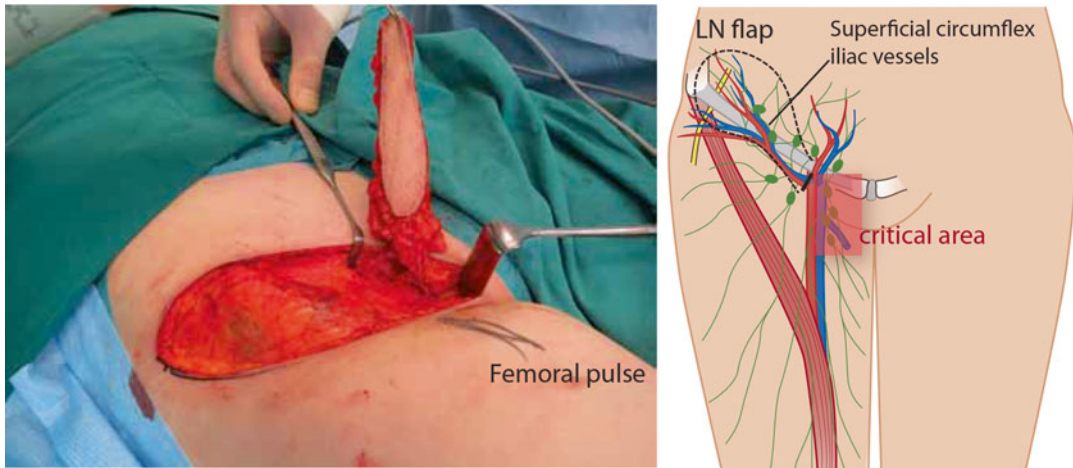 LN flap
Superficial circumflex
iliac vessels
critical area
Femoral pulse